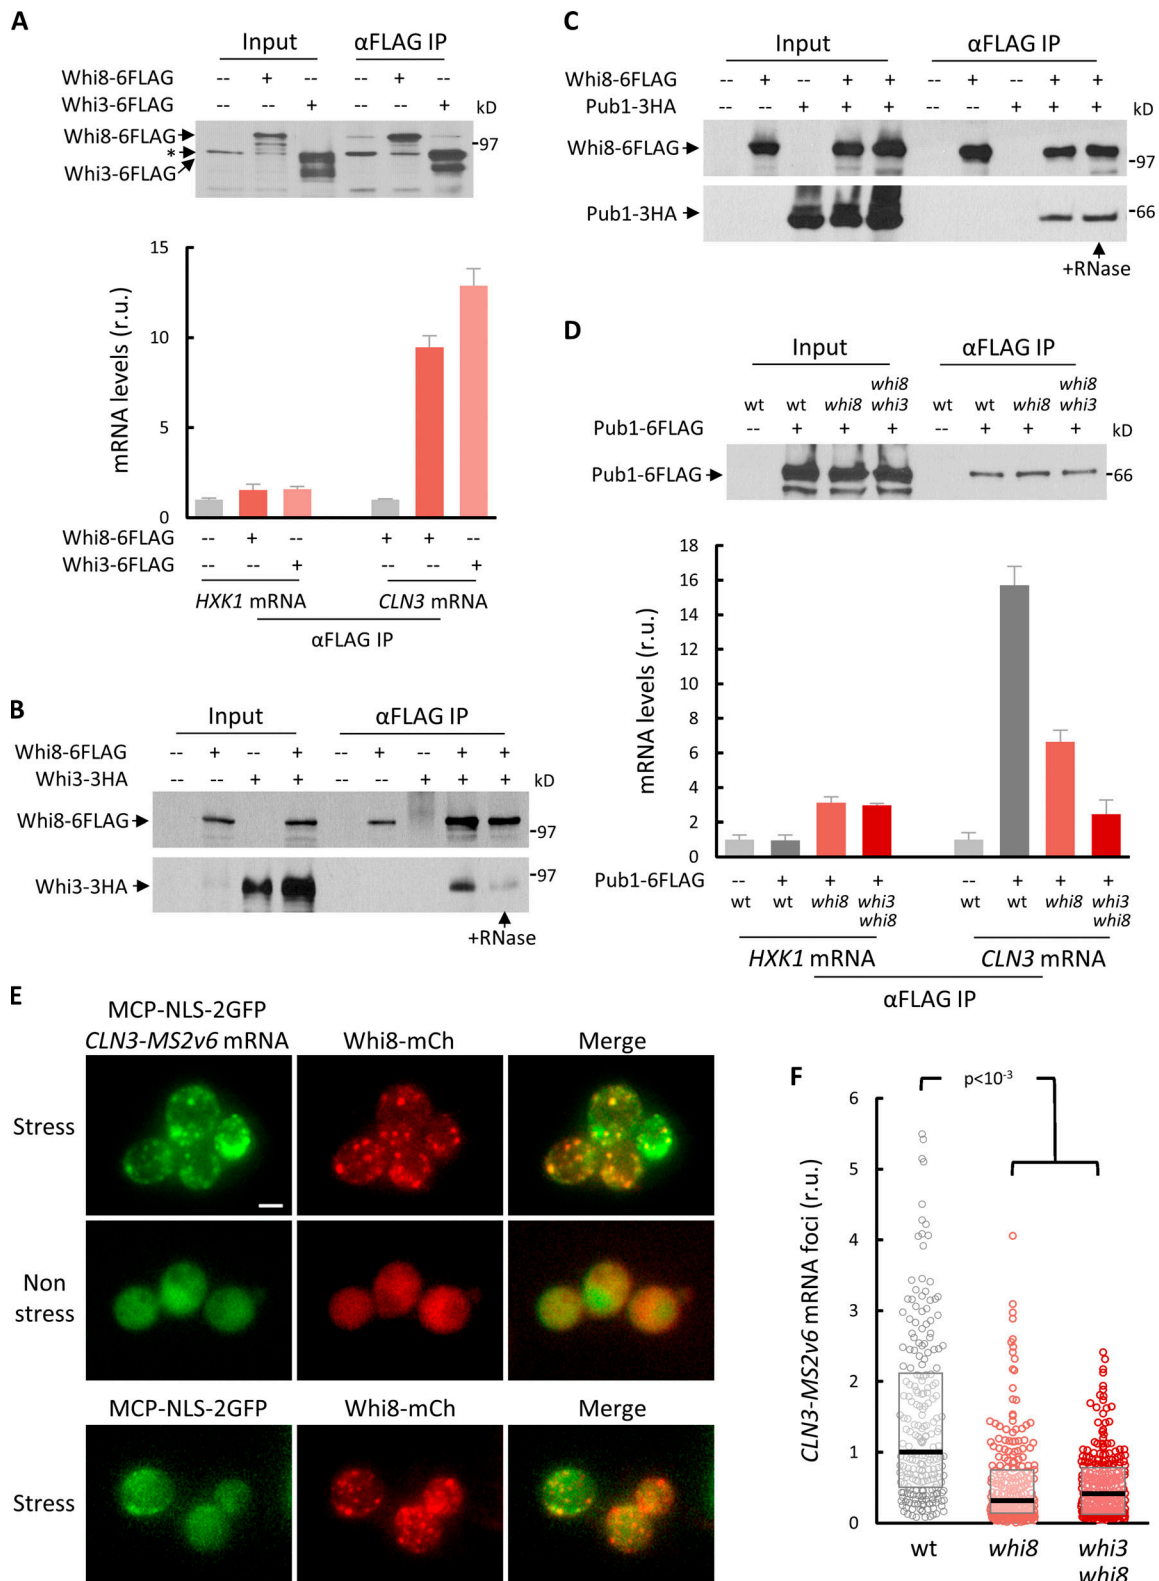 A
Input
αFLAG IP
Whi8-6FLAG -- + -- -- + --
Whi3-6FLAG -- -- + -- -- +
kD
Whi8-6FLAG
*
Whi3-6FLAG
97
15
10
5
0
mRNA levels (r.u.)
Whi8-6FLAG -- + -- + + --
Whi3-6FLAG -- -- + -- -- +
HXK1 mRNA
CLN3 mRNA
αFLAG IP
B
Input
αFLAG IP
Whi8-6FLAG -- + -- + -- + -- + +
Whi3-3HA -- -- + + -- -- + + +
kD
Whi8-6FLAG
97
Whi3-3HA
97
+RNase
C
Input
αFLAG IP
Whi8-6FLAG -- + -- + + -- + -- + +
Pub1-3HA -- -- + + + -- -- + + +
kD
Whi8-6FLAG
97
Pub1-3HA
66
+RNase
D
Input
αFLAG IP
wt wt whi8 whi8 whi3 wt wt whi8 whi8 whi3
Pub1-6FLAG -- + + + -- + + +
kD
Pub1-6FLAG
66
18
16
14
12
10
8
6
4
2
0
mRNA levels (r.u.)
Pub1-6FLAG -- + + + -- + + +
wt wt whi8 whi3 whi8 wt wt whi8 whi3 whi8
HXK1 mRNA
CLN3 mRNA
αFLAG IP
E
MCP-NLS-2GFP
CLN3-MS2v6 mRNA
Whi8-mCh
Merge
Stress
Non
stress
MCP-NLS-2GFP
Whi8-mCh
Merge
Stress
F
p<10⁻³
6
5
4
3
2
1
0
CLN3-MS2v6 mRNA foci (r.u.)
wt
whi8
whi3
whi8